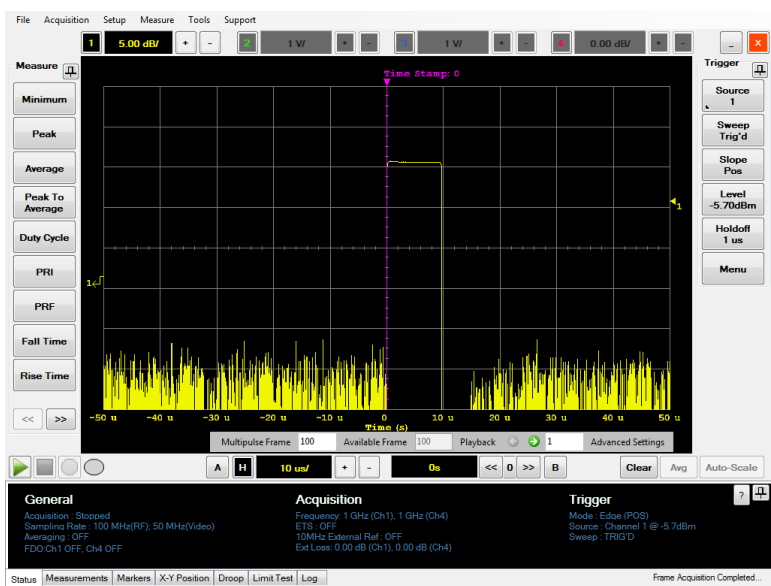 File Acquisition Setup Measure Tools Support
1 5.00 dB/ + - 2 1 V/ + - 3 1 V/ + - 4 0.00 dB/ + - _ X
Measure
Minimum
Peak
Average
Peak To
Average
Duty Cycle
PRI
PRF
Fall Time
Rise Time
<< >>
Time Stamp: 0
1
1
-50 u -40 u -30 u -20 u -10 u 0 10 u 20 u 30 u 40 u 50 u
Time (s)
Trigger
Source
1
Sweep
Trig'd
Slope
Pos
Level
-5.70dBm
Holdoff
1 us
Menu
Multipulse Frame 100 Available Frame 100 Playback 1 Advanced Settings
A H 10 us/ + - 0s << 0 >> B Clear Avg Auto-Scale
General
Acquisition : Stopped
Sampling Rate : 100 MHz(RF); 50 MHz(Video)
Averaging : OFF
FDO:Ch1 OFF, Ch4 OFF
Acquisition
Frequency: 1 GHz (Ch1), 1 GHz (Ch4)
ETS : OFF
10MHz External Ref : OFF
Ext Loss: 0.00 dB (Ch1), 0.00 dB (Ch4)
Trigger
Mode : Edge (POS)
Source : Channel 1 @ -5.7dBm
Sweep : TRIG'D
?
Status Measurements Markers X-Y Position Droop Limit Test Log Frame Acquisition Completed...